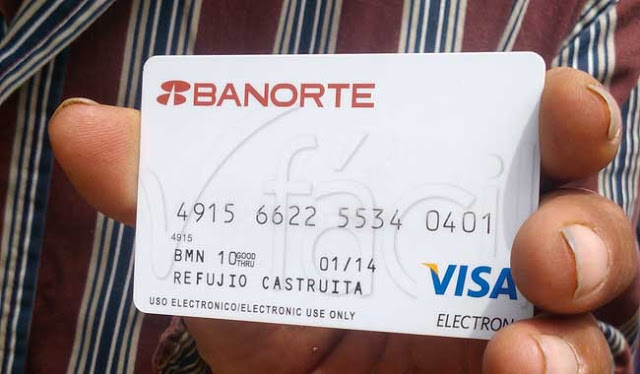 BANORTE
fácil
4915 6622 5534 0401
4915
BMN 10 GOOD THRU 01/14
REFUJIO CASTRUITA
USO ELECTRONICO/ELECTRONIC USE ONLY
VISA
ELECTRON